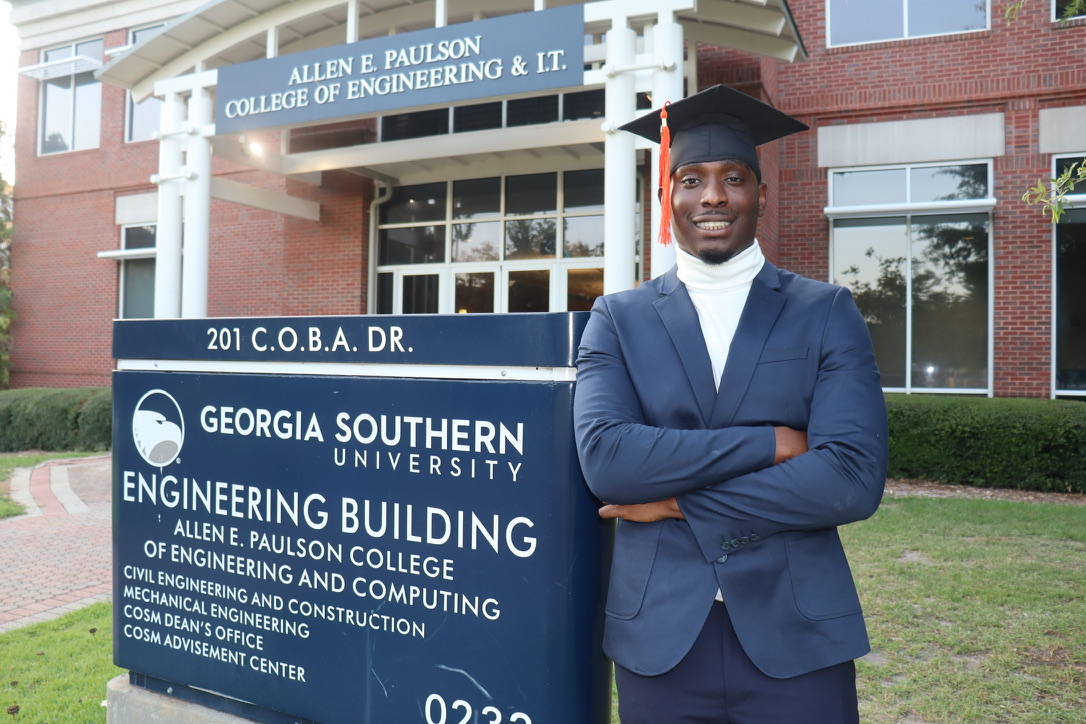 ALLEN E. PAULSON
COLLEGE OF ENGINEERING & I.T.
201 C.O.B.A. DR.
GEORGIA SOUTHERN
UNIVERSITY
ENGINEERING BUILDING
ALLEN E. PAULSON COLLEGE
OF ENGINEERING AND COMPUTING
CIVIL ENGINEERING AND CONSTRUCTION
MECHANICAL ENGINEERING
COSM DEAN'S OFFICE
COSM ADVISEMENT CENTER
0232